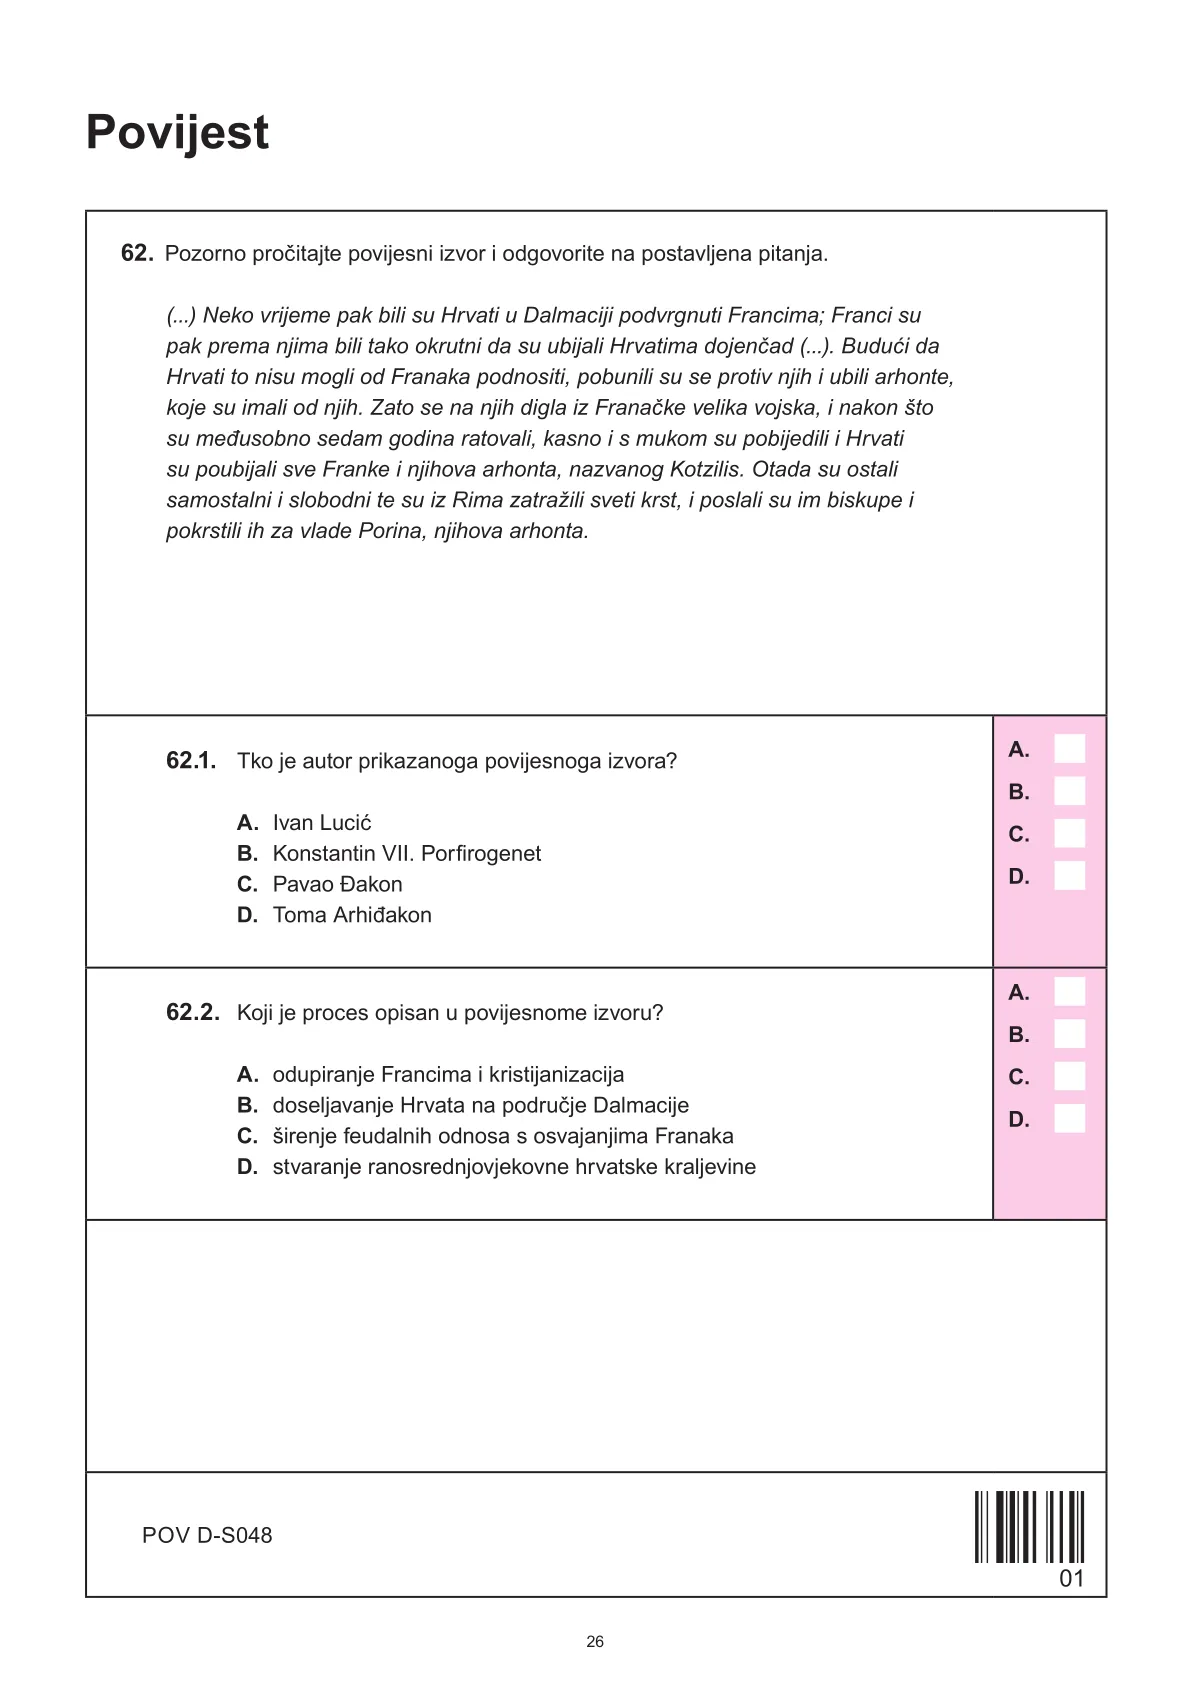 Povijest
62. Pozorno pročitajte povijesni izvor i odgovorite na postavljena pitanja.
(...) Neko vrijeme pak bili su Hrvati u Dalmaciji podvrgnuti Francima; Franci su
pak prema njima bili tako okrutni da su ubijali Hrvatima dojenčad (...). Budući da
Hrvati to nisu mogli od Franaka podnositi, pobunili su se protiv njih i ubili arhonte,
koje su imali od njih. Zato se na njih digla iz Franačke velika vojska, i nakon što
su međusobno sedam godina ratovali, kasno i s mukom su pobijedili i Hrvati
su poubijali sve Franke i njihova arhonta, nazvanog Kotzilis. Otada su ostali
samostalni i slobodni te su iz Rima zatražili sveti krst, i poslali su im biskupe i
pokrstili ih za vlade Porina, njihova arhonta.
62.1. Tko je autor prikazanoga povijesnoga izvora?
A. Ivan Lucić
B. Konstantin VII. Porfirogenet
C. Pavao Đakon
D. Toma Arhiđakon
A.
B.
C.
D.
62.2. Koji je proces opisan u povijesnome izvoru?
A. odupiranje Francima i kristijanizacija
B. doseljavanje Hrvata na područje Dalmacije
C. širenje feudalnih odnosa s osvajanjima Franaka
D. stvaranje ranosrednjovjekovne hrvatske kraljevine
A.
B.
C.
D.
POV D-S048
01
26